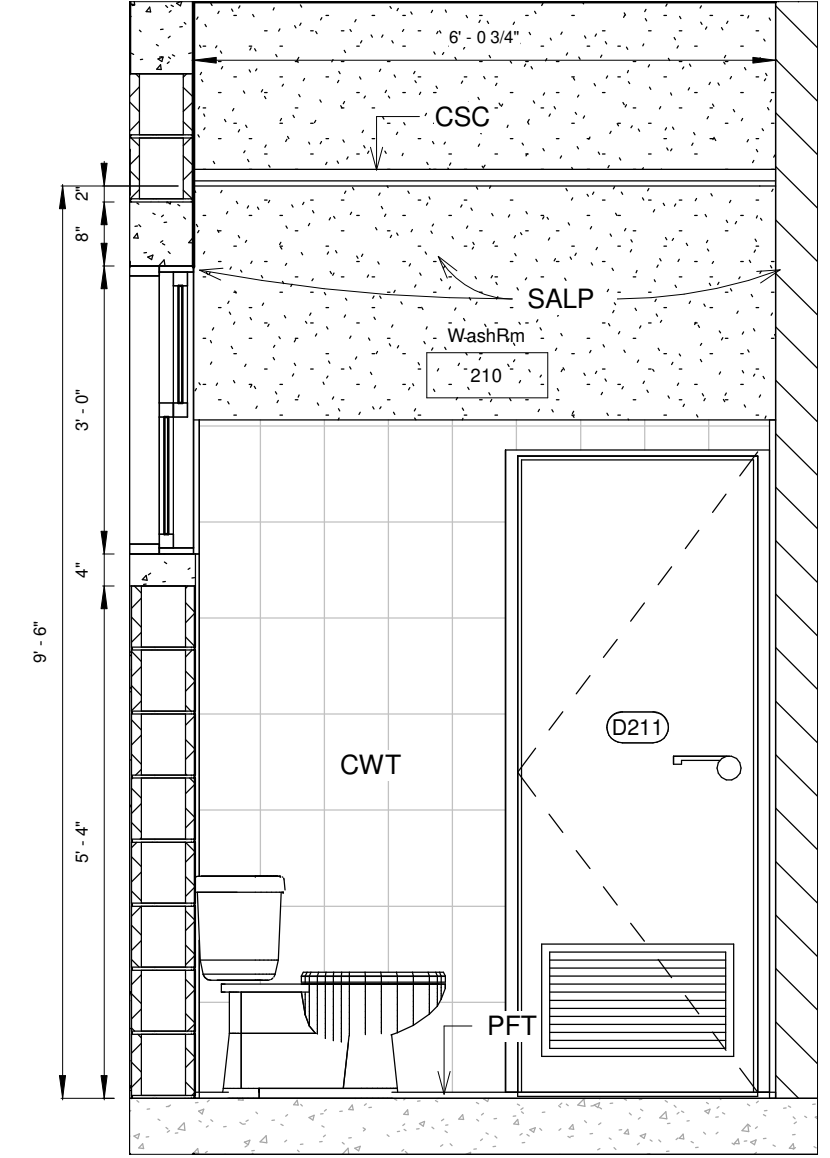 6' - 0 3/4"
CSC
2"
8"
SALP
WashRm
210
3' - 0"
4"
9' - 6"
D211
CWT
5' - 4"
PFT